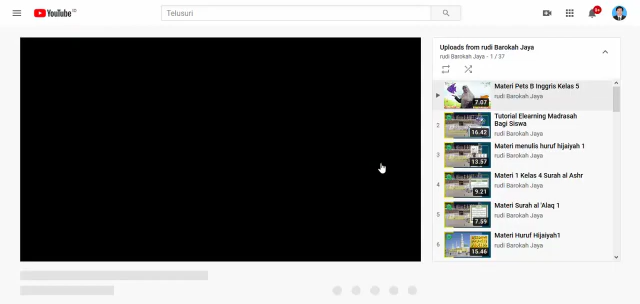 YouTube
ID
Telusuri
9+
Uploads from rudi Barokah Jaya
rudi Barokah Jaya - 1 / 37
Materi Pets B Inggris Kelas 5
rudi Barokah Jaya
7.07
2
Tutorial Elearning Madrasah
Bagi Siswa
rudi Barokah Jaya
16.42
3
Materi menulis huruf hijaiyah 1
rudi Barokah Jaya
13.57
4
Materi 1 Kelas 4 Surah al Ashr
rudi Barokah Jaya
9.21
5
Materi Surah al 'Alaq 1
rudi Barokah Jaya
7.59
6
Materi Huruf Hijaiyah1
rudi Barokah Jaya
15.46